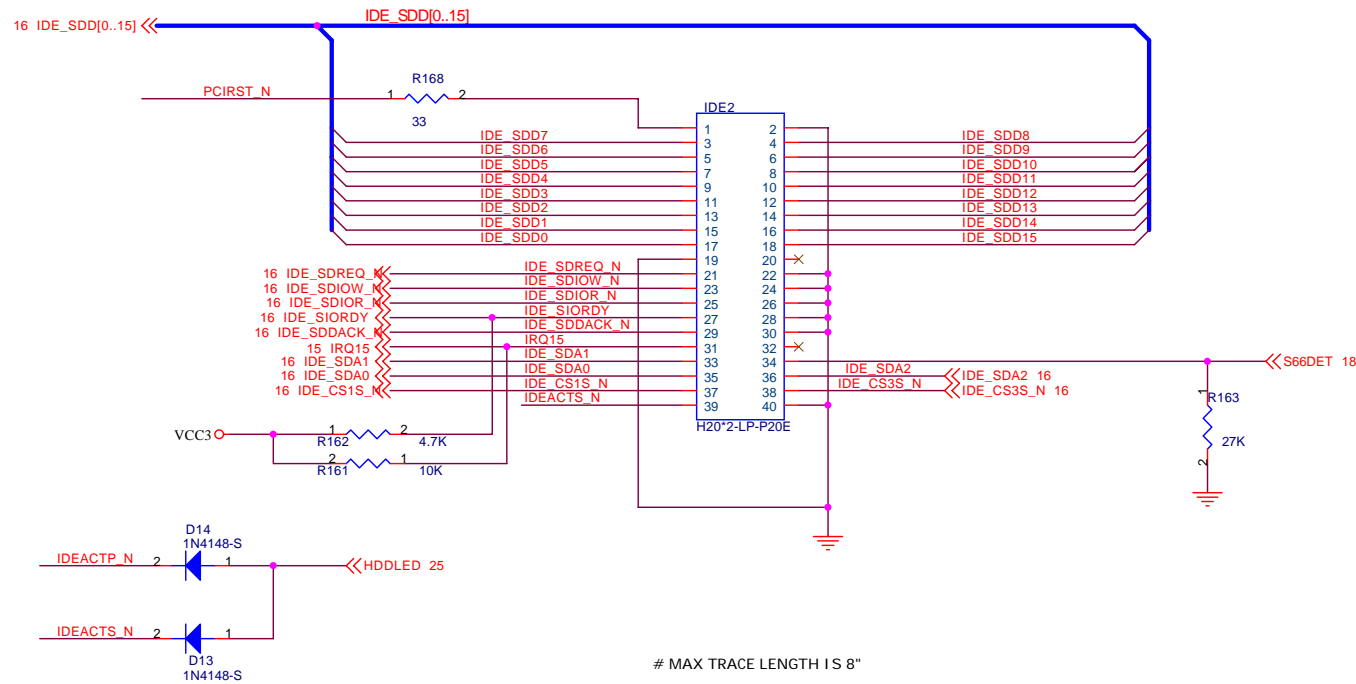 16 IDE_SDD[0..15]
IDE_SDD[0..15]
R168
PCIRST_N
1
2
33
IDE2
1
2
IDE_SDD7
3
4
IDE_SDD8
IDE_SDD6
5
6
IDE_SDD9
IDE_SDD5
7
8
IDE_SDD10
IDE_SDD4
9
10
IDE_SDD11
IDE_SDD3
11
12
IDE_SDD12
IDE_SDD2
13
14
IDE_SDD13
IDE_SDD1
15
16
IDE_SDD14
IDE_SDD0
17
18
IDE_SDD15
19
20
16 IDE_SDREQ_N
IDE_SDREQ_N
21
22
16 IDE_SDIOW_N
IDE_SDIOW_N
23
24
16 IDE_SDIOR_N
IDE_SDIOR_N
25
26
16 IDE_SIORDY
IDE_SIORDY
27
28
16 IDE_SDDACK_N
IDE_SDDACK_N
29
30
15 IRQ15
IRQ15
31
32
16 IDE_SDA1
IDE_SDA1
33
34
S66DET 18
16 IDE_SDA0
IDE_SDA0
35
36
IDE_SDA2
IDE_SDA2 16
16 IDE_CS1S_N
37
38
IDE_CS3S_N
IDE_CS3S_N 16
IDEACTS_N
39
40
H20*2-LP-P20E
1
R163
27K
2
VCC3
1
R162
2
4.7K
2
R161
1
10K
D14
1N4148-S
IDEACTP_N
2
1
HDDLED 25
IDEACTS_N
2
1
D13
1N4148-S
# MAX TRACE LENGTH IS 8"